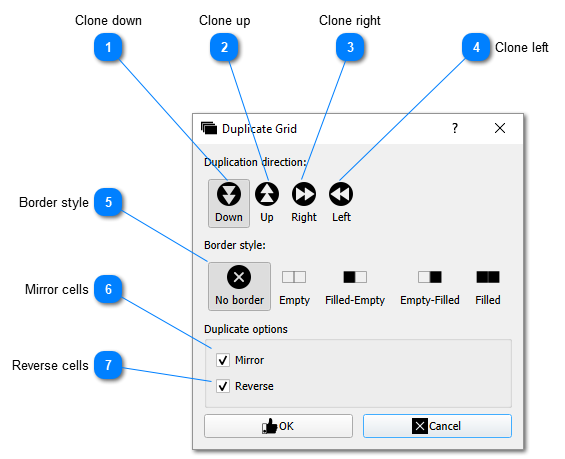 Clone down
Clone up
Clone right
1
2
3
4
Clone left
Duplicate Grid
?
Duplication direction:
Down
Up
Right
Left
Border style
5
Border style:
No border
Empty
Filled-Empty
Empty-Filled
Filled
Mirror cells
6
Duplicate options
Mirror
Reverse cells
7
Reverse
OK
Cancel